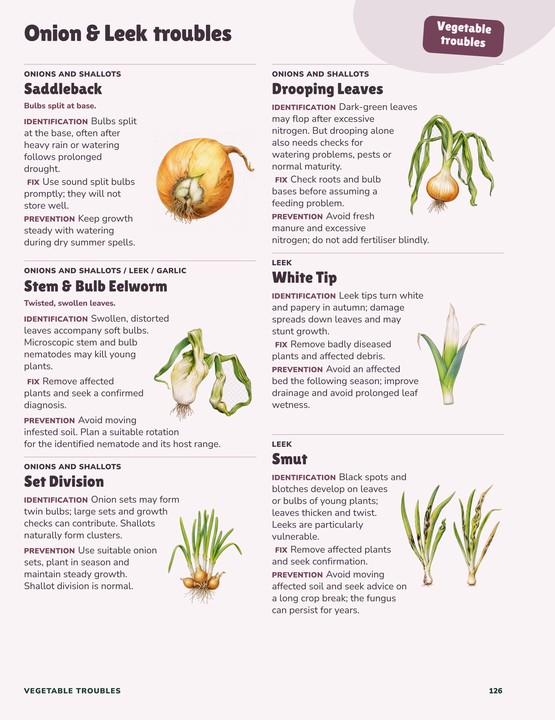 Onion & Leek troubles
Vegetable
troubles
ONIONS AND SHALLOTS
Saddleback
Bulbs split at base.
IDENTIFICATION Bulbs split
at the base, often after
heavy rain or watering
follows prolonged
drought.
FIX Use sound split bulbs
promptly; they will not
store well.
PREVENTION Keep growth
steady with watering
during dry summer spells.
ONIONS AND SHALLOTS / LEEK / GARLIC
Stem & Bulb Eelworm
Twisted, swollen leaves.
IDENTIFICATION Swollen, distorted
leaves accompany soft bulbs.
Microscopic stem and bulb
nematodes may kill young
plants.
FIX Remove affected
plants and seek a confirmed
diagnosis.
PREVENTION Avoid moving
infested soil. Plan a suitable rotation
for the identified nematode and its host range.
ONIONS AND SHALLOTS
Set Division
IDENTIFICATION Onion sets may form
twin bulbs; large sets and growth
checks can contribute. Shallots
naturally form clusters.
PREVENTION Use suitable onion
sets, plant in season and
maintain steady growth.
Shallot division is normal.
ONIONS AND SHALLOTS
Drooping Leaves
IDENTIFICATION Dark-green leaves
may flop after excessive
nitrogen. But drooping alone
also needs checks for
watering problems, pests or
normal maturity.
FIX Check roots and bulb
bases before assuming a
feeding problem.
PREVENTION Avoid fresh
manure and excessive
nitrogen; do not add fertiliser blindly.
LEEK
White Tip
IDENTIFICATION Leek tips turn white
and papery in autumn; damage
spreads down leaves and may
stunt growth.
FIX Remove badly diseased
plants and affected debris.
PREVENTION Avoid an affected
bed the following season; improve
drainage and avoid prolonged leaf
wetness.
LEEK
Smut
IDENTIFICATION Black spots and
blotches develop on leaves
or bulbs of young plants;
leaves thicken and twist.
Leeks are particularly
vulnerable.
FIX Remove affected plants
and seek confirmation.
PREVENTION Avoid moving
affected soil and seek advice on
a long crop break; the fungus
can persist for years.
VEGETABLE TROUBLES
126